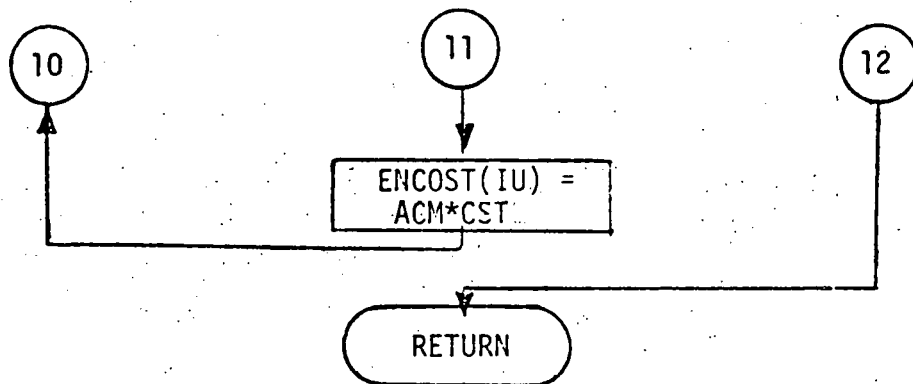 10
11
12
ENCOST(IU) =
ACM*CST
RETURN